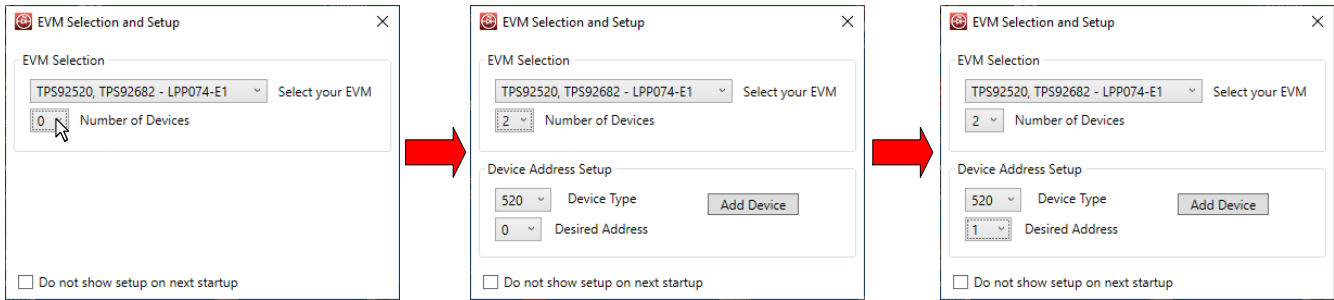 EVM Selection and Setup
EVM Selection
TPS92520, TPS92682 - LPP074-E1 Select your EVM
0 Number of Devices
Do not show setup on next startup
EVM Selection and Setup
EVM Selection
TPS92520, TPS92682 - LPP074-E1 Select your EVM
2 Number of Devices
Device Address Setup
520 Device Type Add Device
0 Desired Address
Do not show setup on next startup
EVM Selection and Setup
EVM Selection
TPS92520, TPS92682 - LPP074-E1 Select your EVM
2 Number of Devices
Device Address Setup
520 Device Type Add Device
1 Desired Address
Do not show setup on next startup